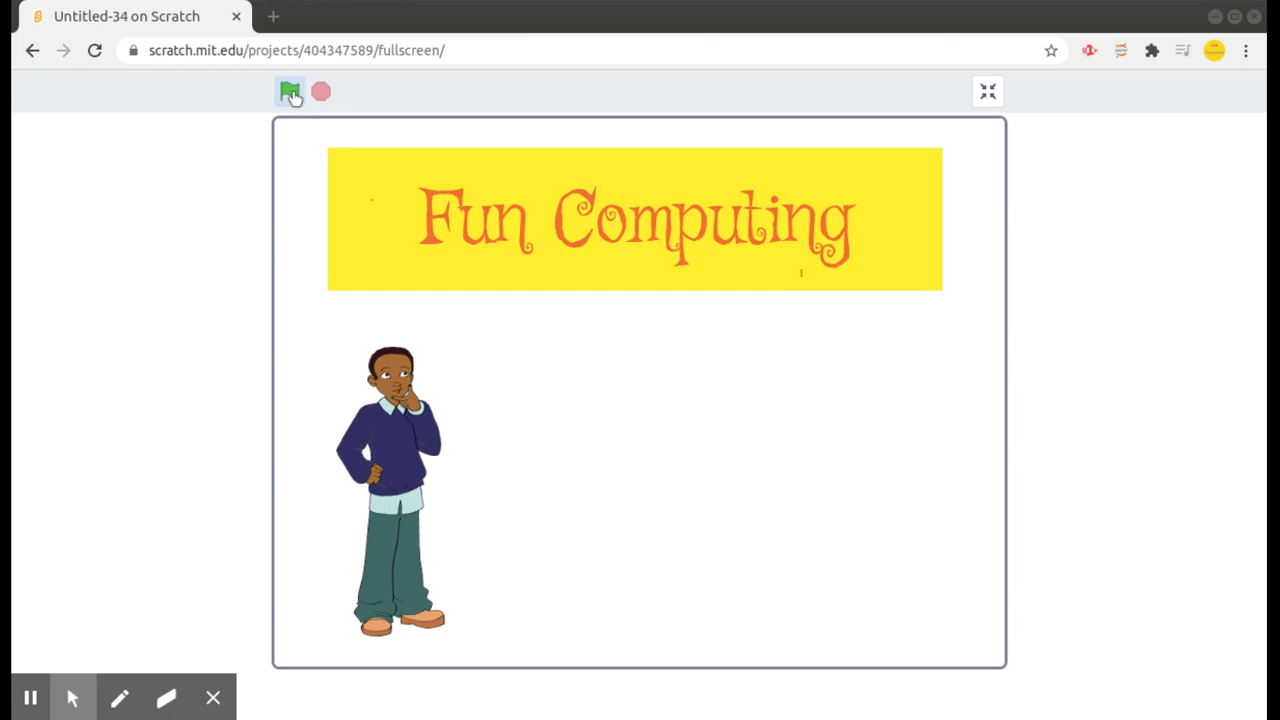 Untitled-34 on Scratch
scratch.mit.edu/projects/404347589/fullscreen/
Fun Computing